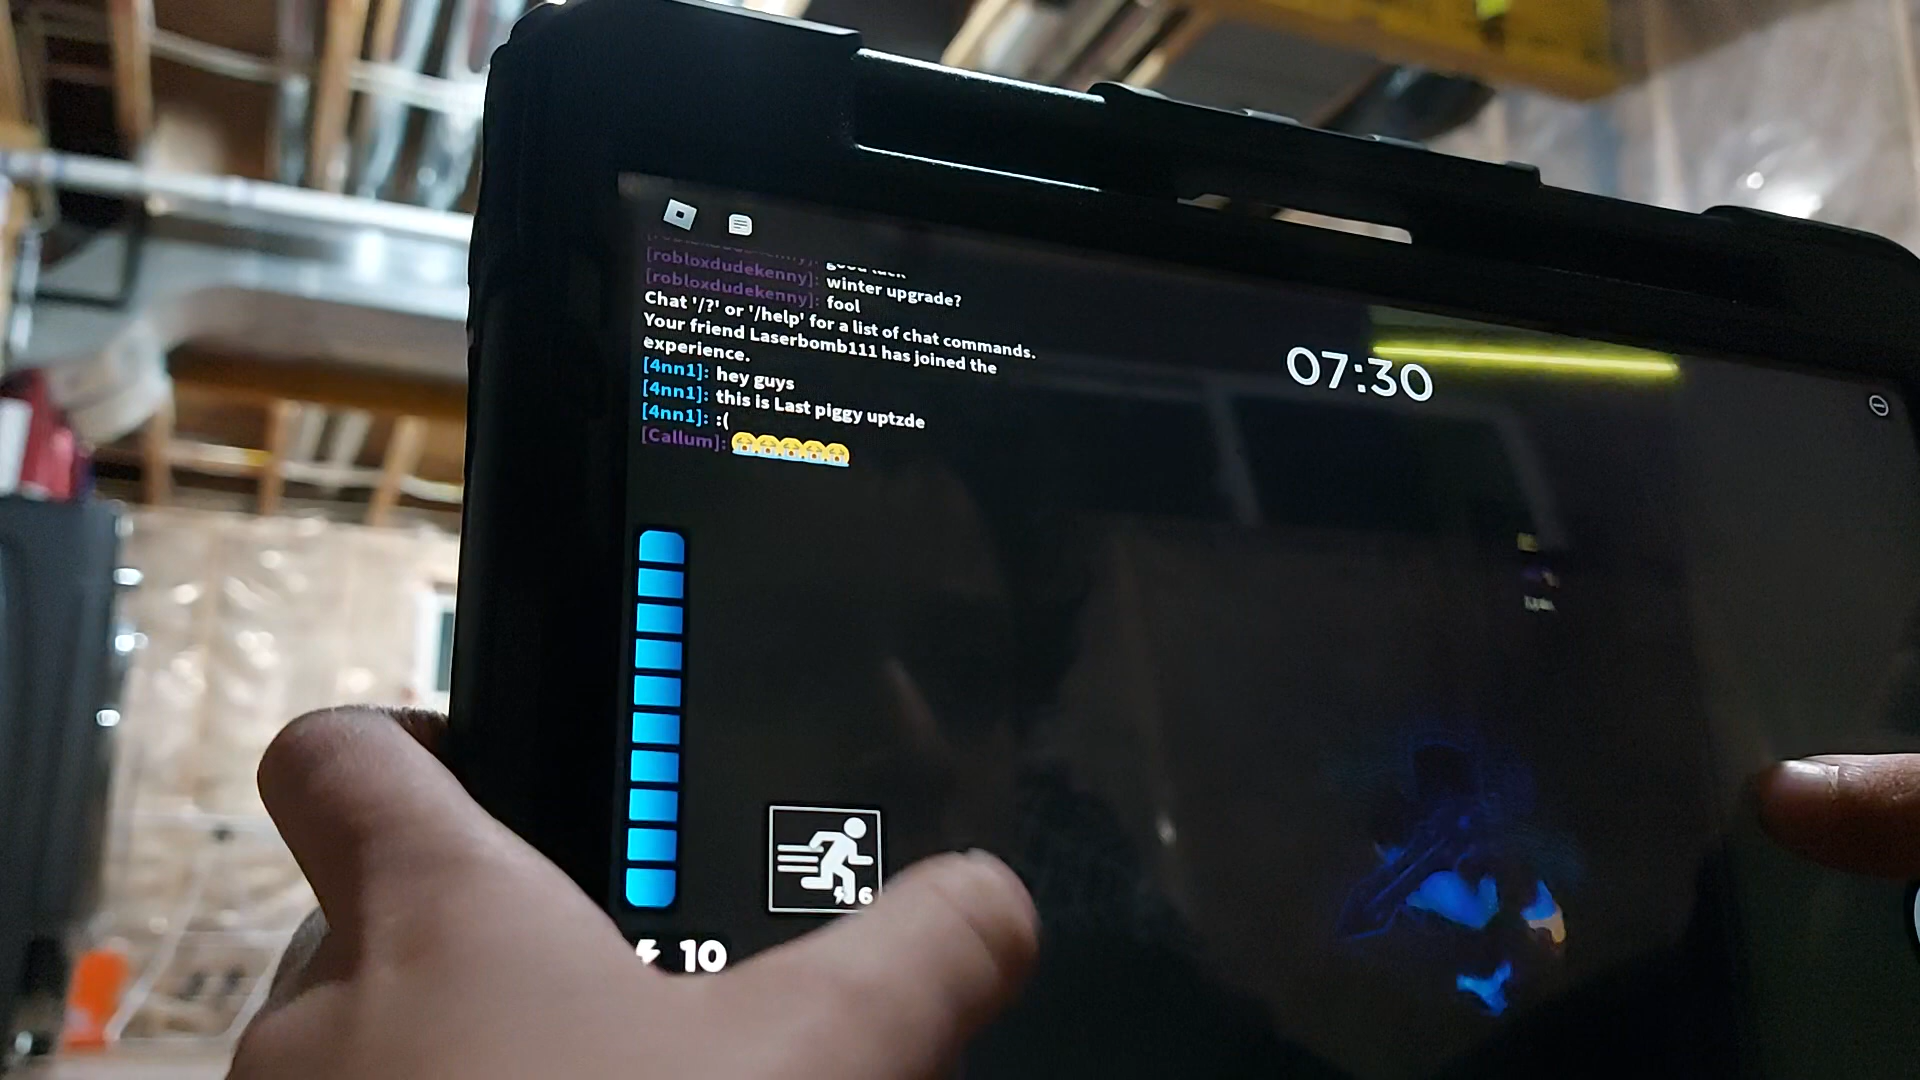 [robloxdudekenny]: winter upgrade?
[robloxdudekenny]: fool
Chat '/?' or '/help' for a list of chat commands.
Your friend Laserbomb111 has joined the
experience.
[4nn1]: hey guys
[4nn1]: this is Last piggy uptzde
[4nn1]: :(
[Callum]: 😭😭😭😭😭
07:30
6
10